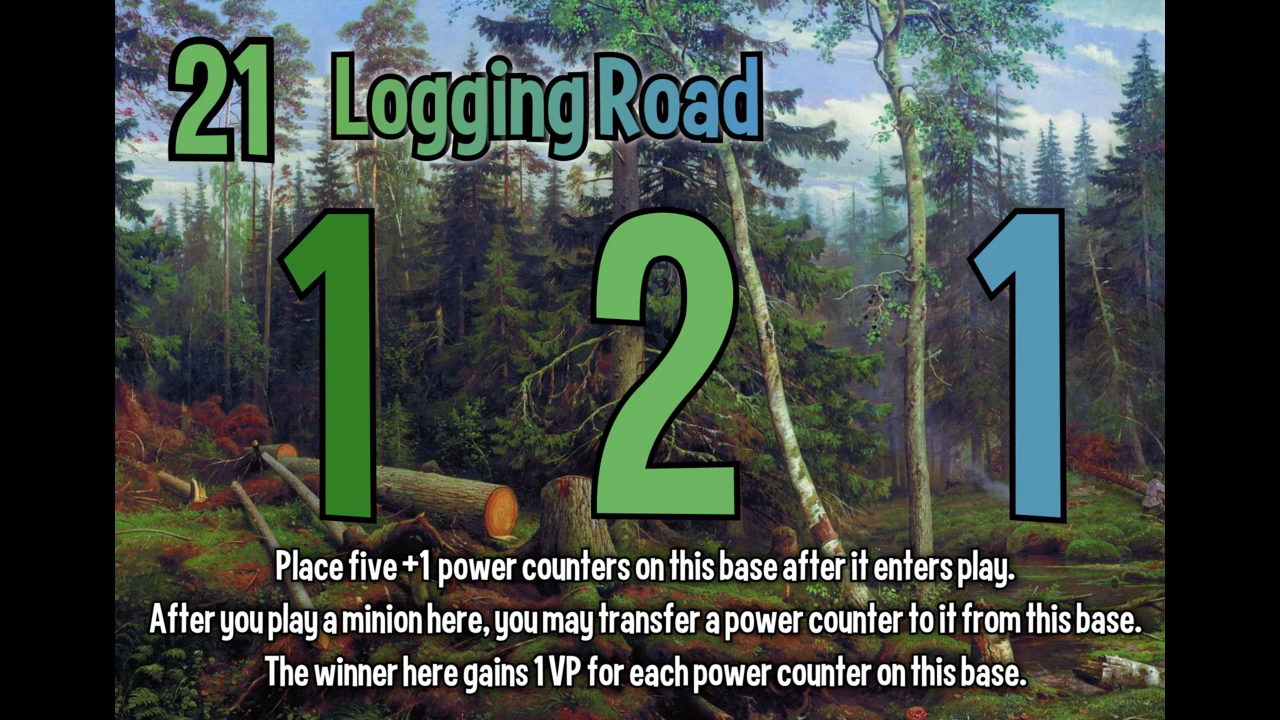 21 Logging Road
1 2 1
Place five +1 power counters on this base after it enters play.
After you play a minion here, you may transfer a power counter to it from this base.
The winner here gains 1 VP for each power counter on this base.